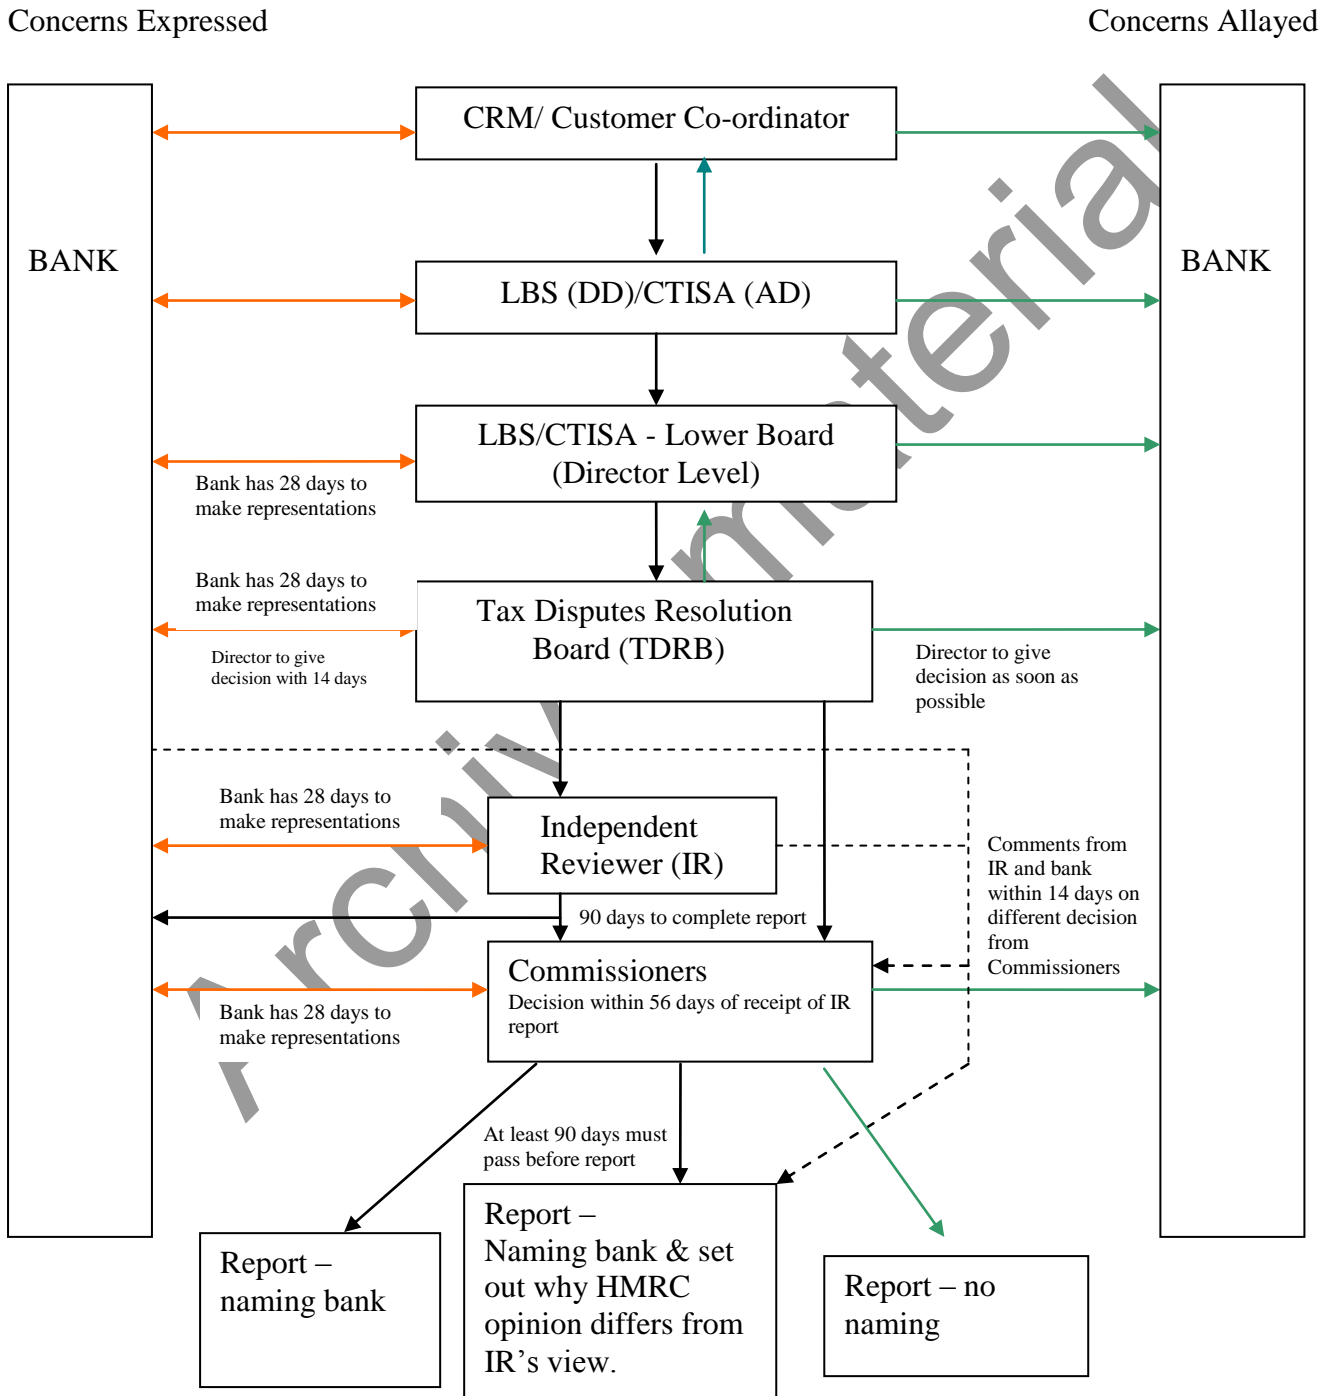 Concerns Expressed
Concerns Allayed
BANK
BANK
CRM/ Customer Co-ordinator
LBS (DD)/CTISA (AD)
LBS/CTISA - Lower Board
(Director Level)
Bank has 28 days to
make representations
Bank has 28 days to
make representations
Tax Disputes Resolution
Board (TDRB)
Director to give
decision with 14 days
Director to give
decision as soon as
possible
Bank has 28 days to
make representations
Independent
Reviewer (IR)
Comments from
IR and bank
within 14 days on
different decision
from
Commissioners
90 days to complete report
Commissioners
Decision within 56 days of receipt of IR
report
Bank has 28 days to
make representations
At least 90 days must
pass before report
Report –
naming bank
Report –
Naming bank & set
out why HMRC
opinion differs from
IR’s view.
Report – no
naming